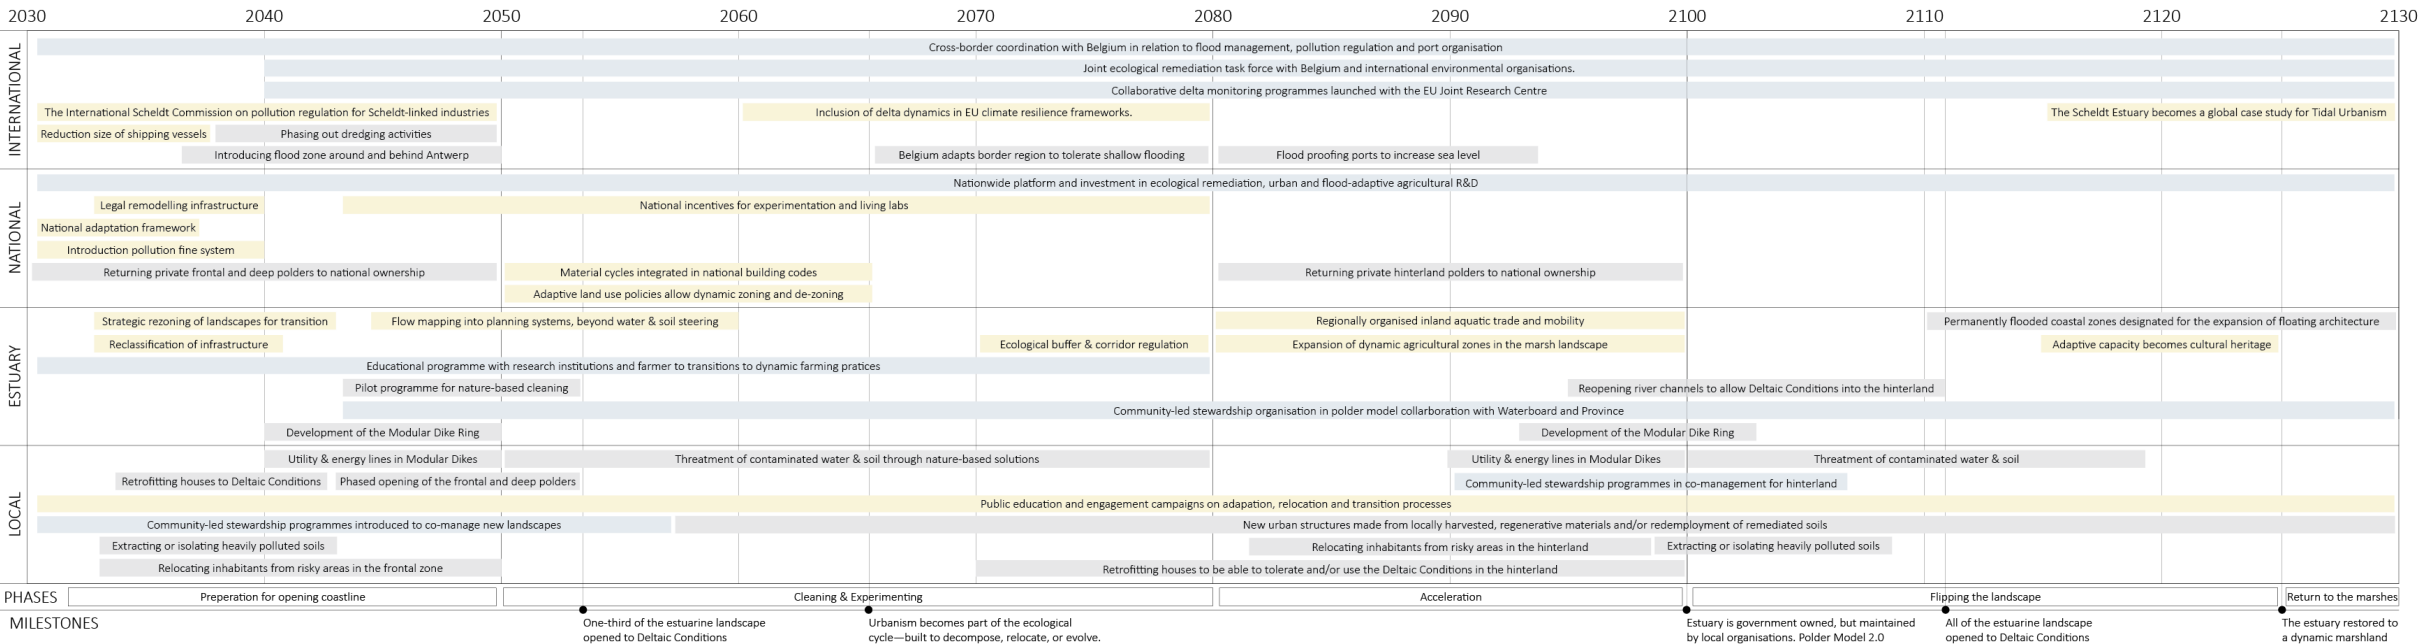 2030 2040 2050 2060 2070 2080 2090 2100 2110 2120 2130
INTERNATIONAL
Cross-border coordination with Belgium in relation to flood management, pollution regulation and port organisation
Joint ecological remediation task force with Belgium and international environmental organisations.
Collaborative delta monitoring programmes launched with the EU Joint Research Centre
The International Scheldt Commission on pollution regulation for Scheldt-linked industries
Inclusion of delta dynamics in EU climate resilience frameworks.
The Scheldt Estuary becomes a global case study for Tidal Urbanism
Reduction size of shipping vessels
Phasing out dredging activities
Introducing flood zone around and behind Antwerp
Belgium adapts border region to tolerate shallow flooding
Flood proofing ports to increase sea level
NATIONAL
Nationwide platform and investment in ecological remediation, urban and flood-adaptive agricultural R&D
Legal remodelling infrastructure
National incentives for experimentation and living labs
National adaptation framework
Introduction pollution fine system
Returning private frontal and deep polders to national ownership
Material cycles integrated in national building codes
Returning private hinterland polders to national ownership
Adaptive land use policies allow dynamic zoning and de-zoning
ESTUARY
Strategic rezoning of landscapes for transition
Flow mapping into planning systems, beyond water & soil steering
Regionally organised inland aquatic trade and mobility
Permanently flooded coastal zones designated for the expansion of floating architecture
Reclassification of infrastructure
Ecological buffer & corridor regulation
Expansion of dynamic agricultural zones in the marsh landscape
Adaptive capacity becomes cultural heritage
Educational programme with research institutions and farmer to transitions to dynamic farming pratices
Pilot programme for nature-based cleaning
Reopening river channels to allow Deltaic Conditions into the hinterland
Community-led stewardship organisation in polder model collarboration with Waterboard and Province
Development of the Modular Dike Ring
Development of the Modular Dike Ring
LOCAL
Utility & energy lines in Modular Dikes
Threatment of contaminated water & soil through nature-based solutions
Utility & energy lines in Modular Dikes
Threatment of contaminated water & soil
Retrofitting houses to Deltaic Conditions
Phased opening of the frontal and deep polders
Community-led stewardship programmes in co-management for hinterland
Public education and engagement campaigns on adapation, relocation and transition processes
Community-led stewardship programmes introduced to co-manage new landscapes
New urban structures made from locally harvested, regenerative materials and/or redemployment of remediated soils
Extracting or isolating heavily polluted soils
Relocating inhabitants from risky areas in the hinterland
Extracting or isolating heavily polluted soils
Relocating inhabitants from risky areas in the frontal zone
Retrofitting houses to be able to tolerate and/or use the Deltaic Conditions in the hinterland
PHASES
Preparation for opening coastline
Cleaning & Experimenting
Acceleration
Flipping the landscape
Return to the marshes
MILESTONES
One-third of the estuarine landscape
opened to Deltaic Conditions
Urbanism becomes part of the ecological
cycle—built to decompose, relocate, or evolve.
Estuary is government owned, but maintained
by local organisations. Polder Model 2.0
All of the estuarine landscape
opened to Deltaic Conditions
The estuary restored to
a dynamic marshland